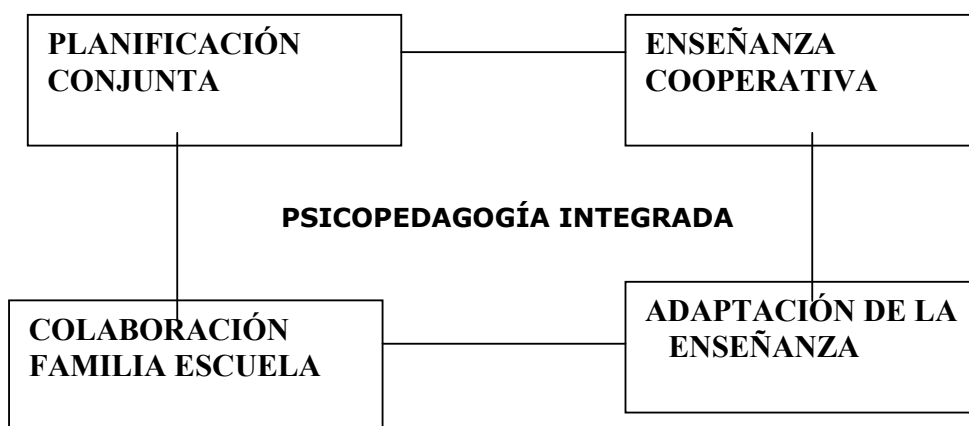 PLANIFICACIÓN
CONJUNTA
ENSEÑANZA
COOPERATIVA
PSICOPEDAGOGÍA INTEGRADA
COLABORACIÓN
FAMILIA ESCUELA
ADAPTACIÓN DE LA
ENSEÑANZA